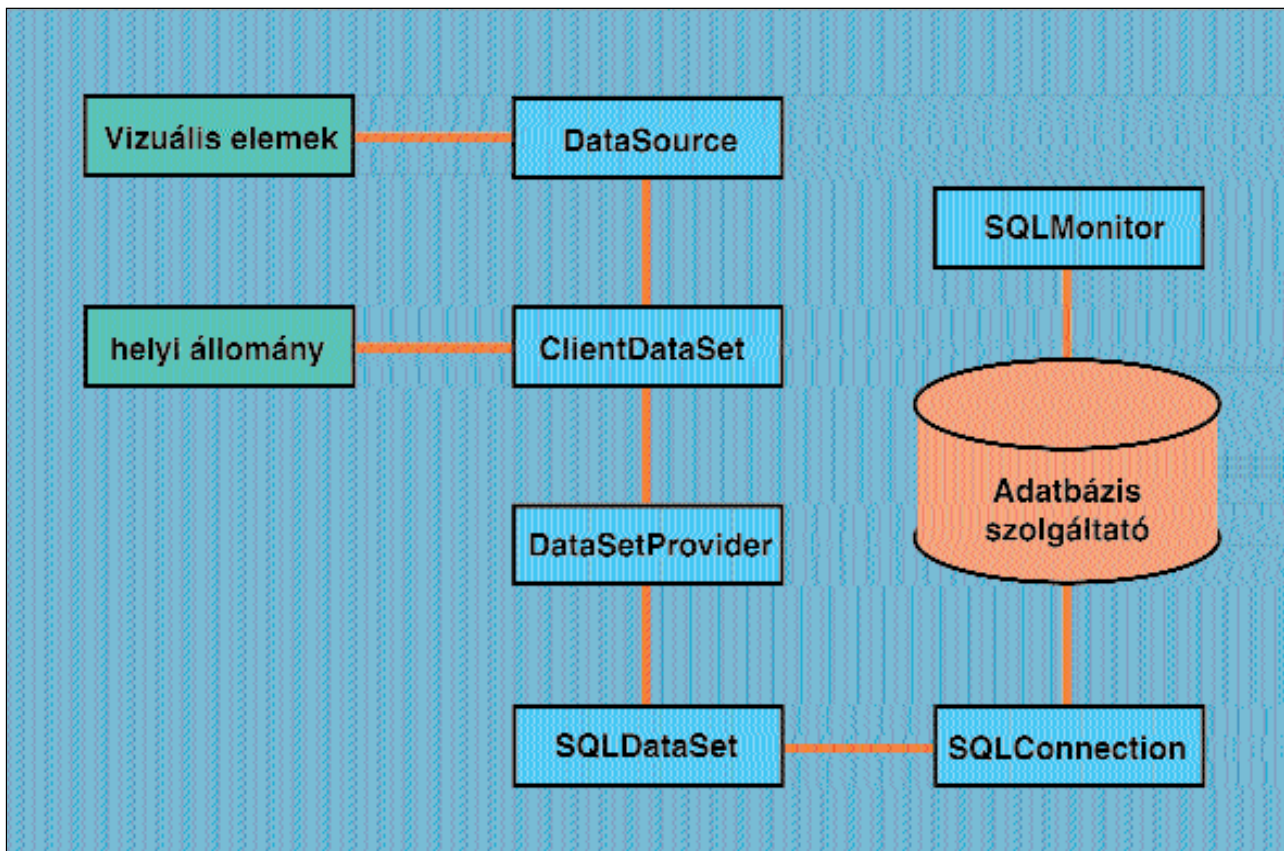 Vizuális elemek
DataSource
SQLMonitor
helyi állomány
ClientDataSet
Adatbázis
szolgáltató
DataSetProvider
SQLDataSet
SQLConnection